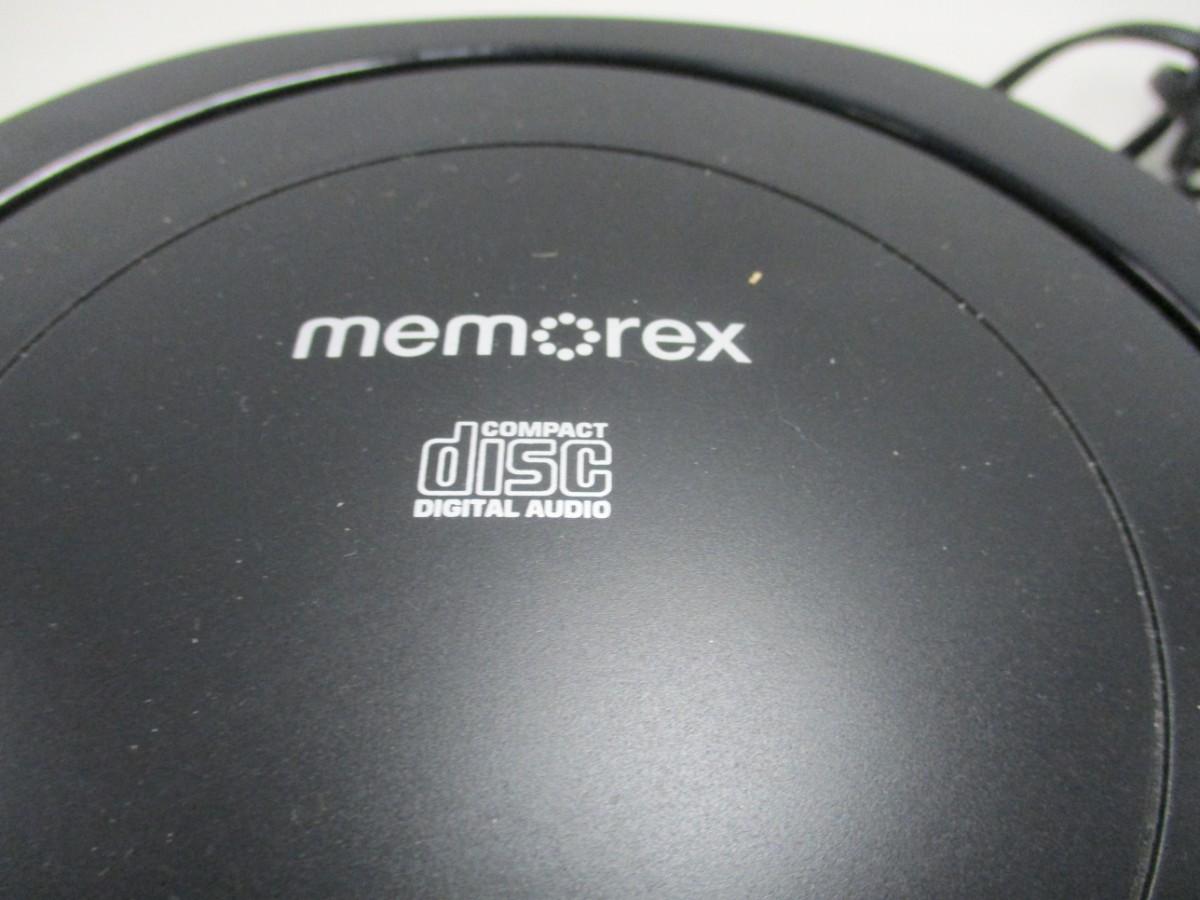 memorex
COMPACT
disc
DIGITAL AUDIO